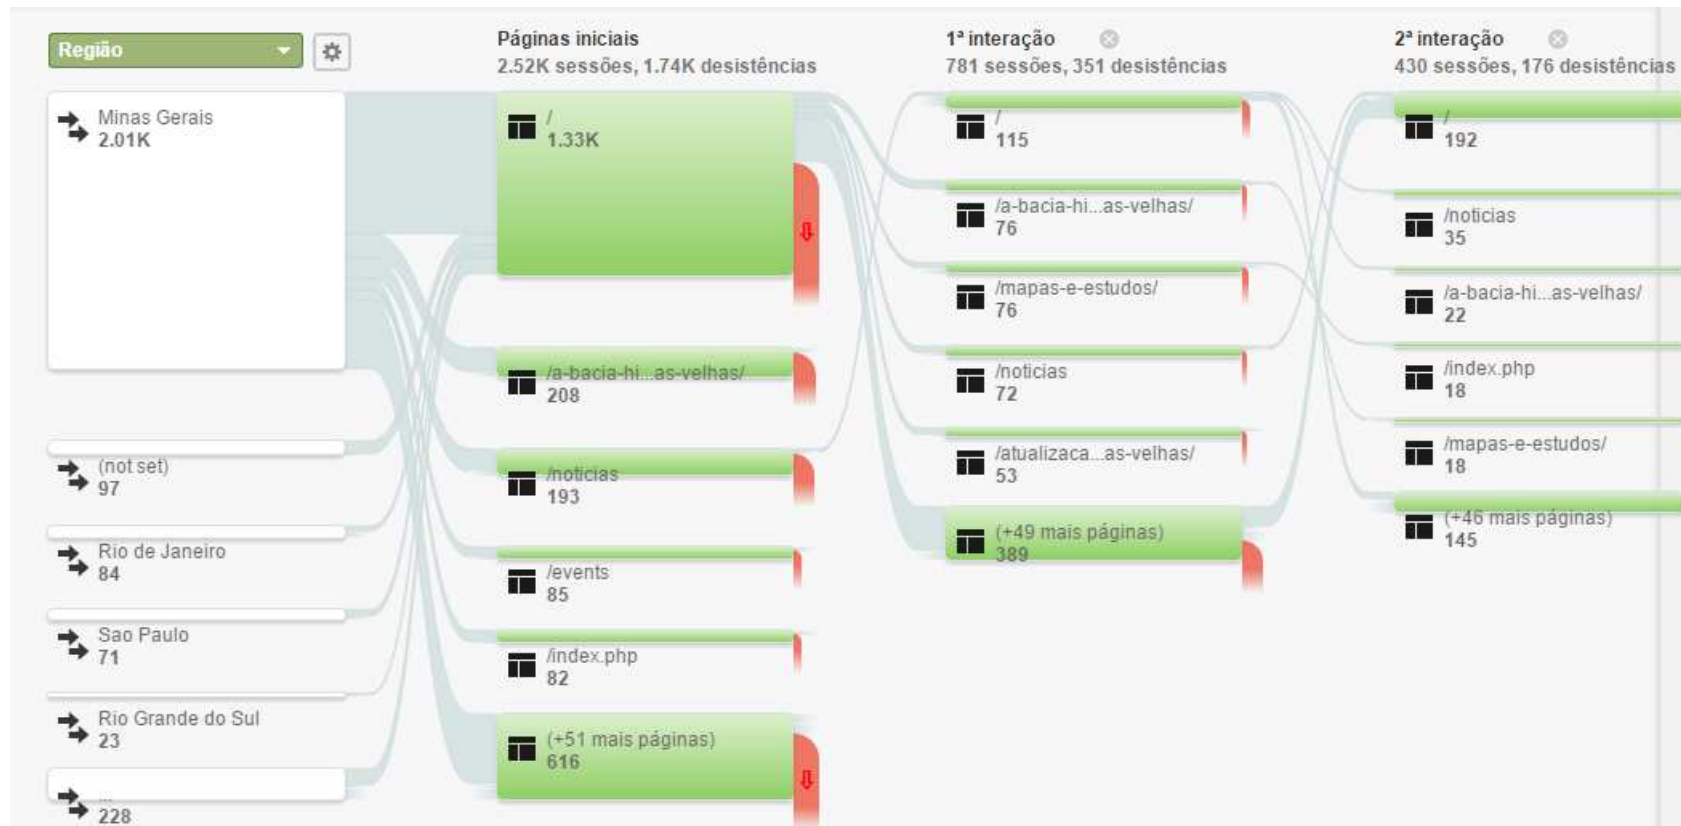 Região
Minas Gerais
2.01K
(not set)
97
Rio de Janeiro
84
Sao Paulo
71
Rio Grande do Sul
23
...
228
Páginas iniciais
2.52K sessões, 1.74K desistências
/
1.33K
/a-bacia-hi...as-velhas/
208
/noticias
193
/events
85
/index.php
82
(+51 mais páginas)
616
1ª interação
781 sessões, 351 desistências
/
115
/a-bacia-hi...as-velhas/
76
/mapas-e-estudos/
76
/noticias
72
/atualizaca...as-velhas/
53
(+49 mais páginas)
389
2ª interação
430 sessões, 176 desistências
/
192
/noticias
35
/a-bacia-hi...as-velhas/
22
/index.php
18
/mapas-e-estudos/
18
(+46 mais páginas)
145